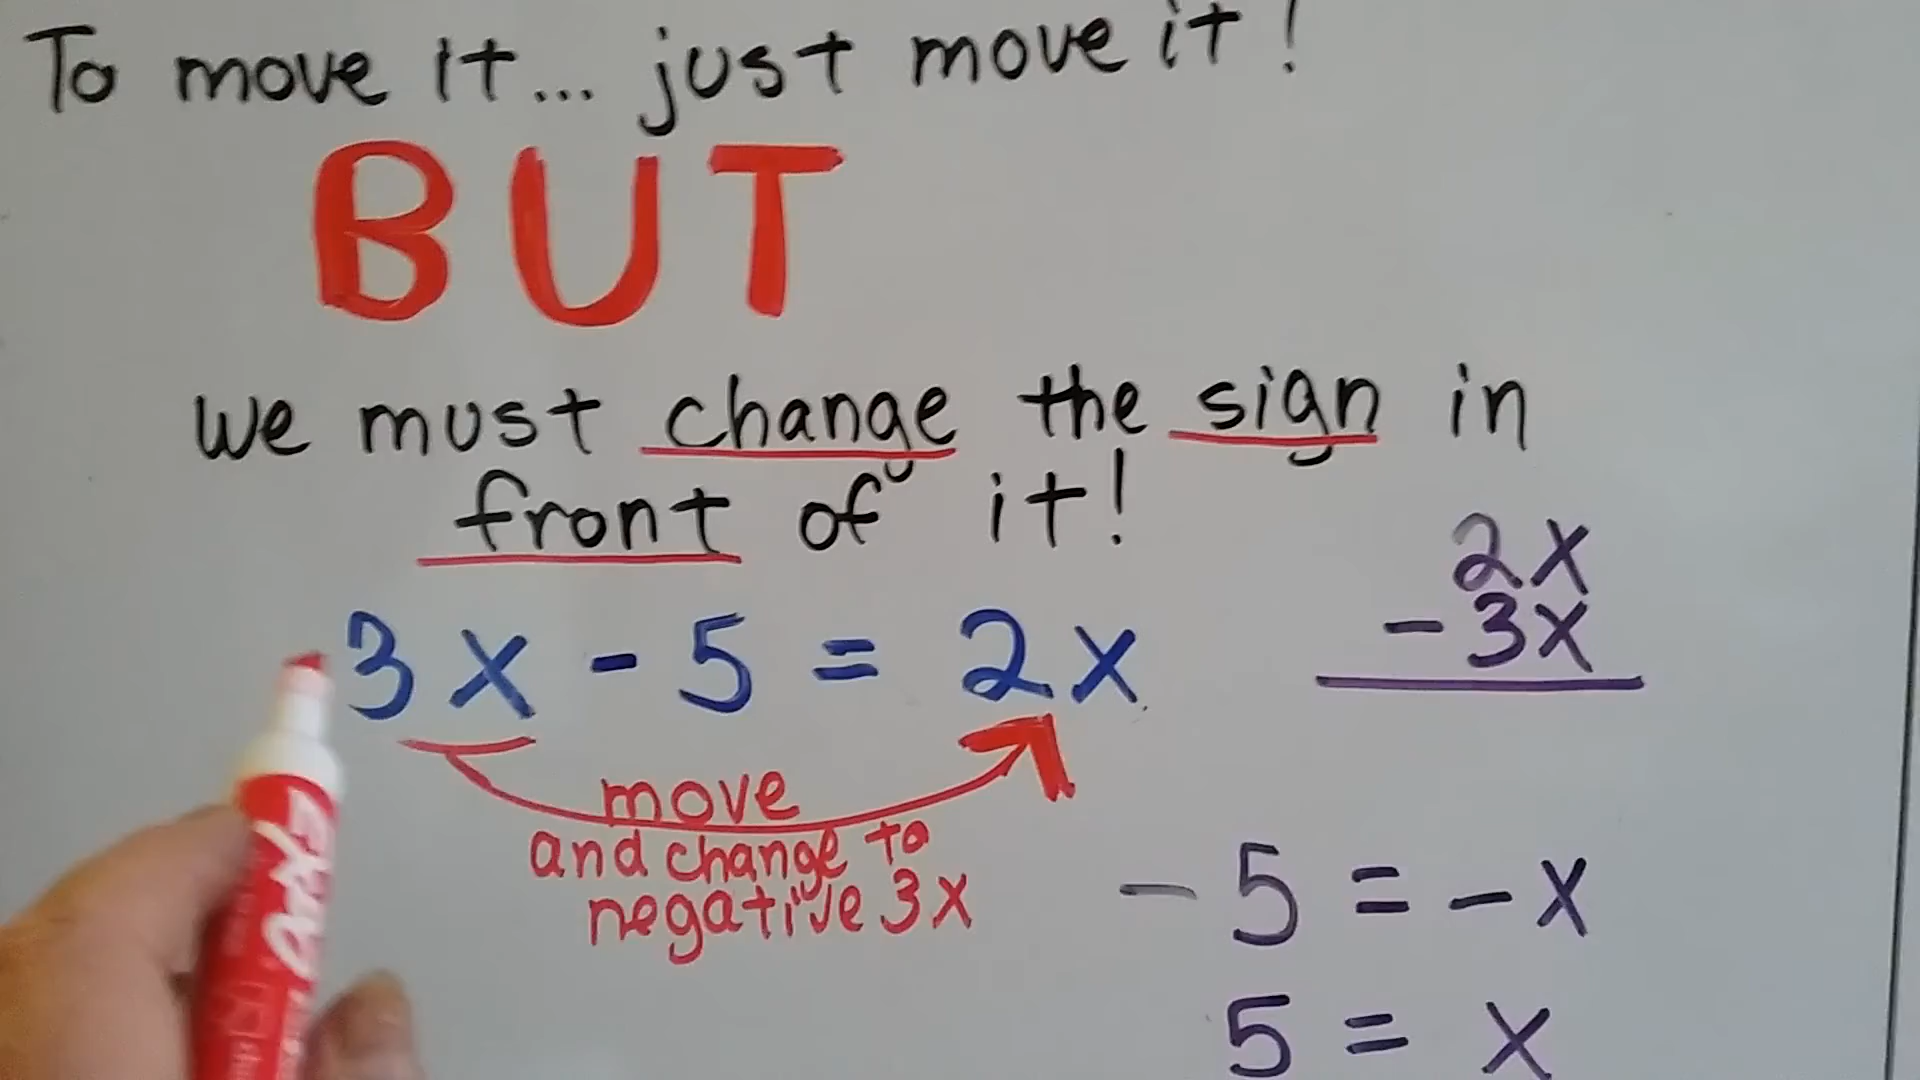 To move it... just move it!
BUT
we must change the sign in
front of it!
3x - 5 = 2x
move
and change to
negative 3x
2x
- 3x
- 5 = - x
5 = x
EXPO